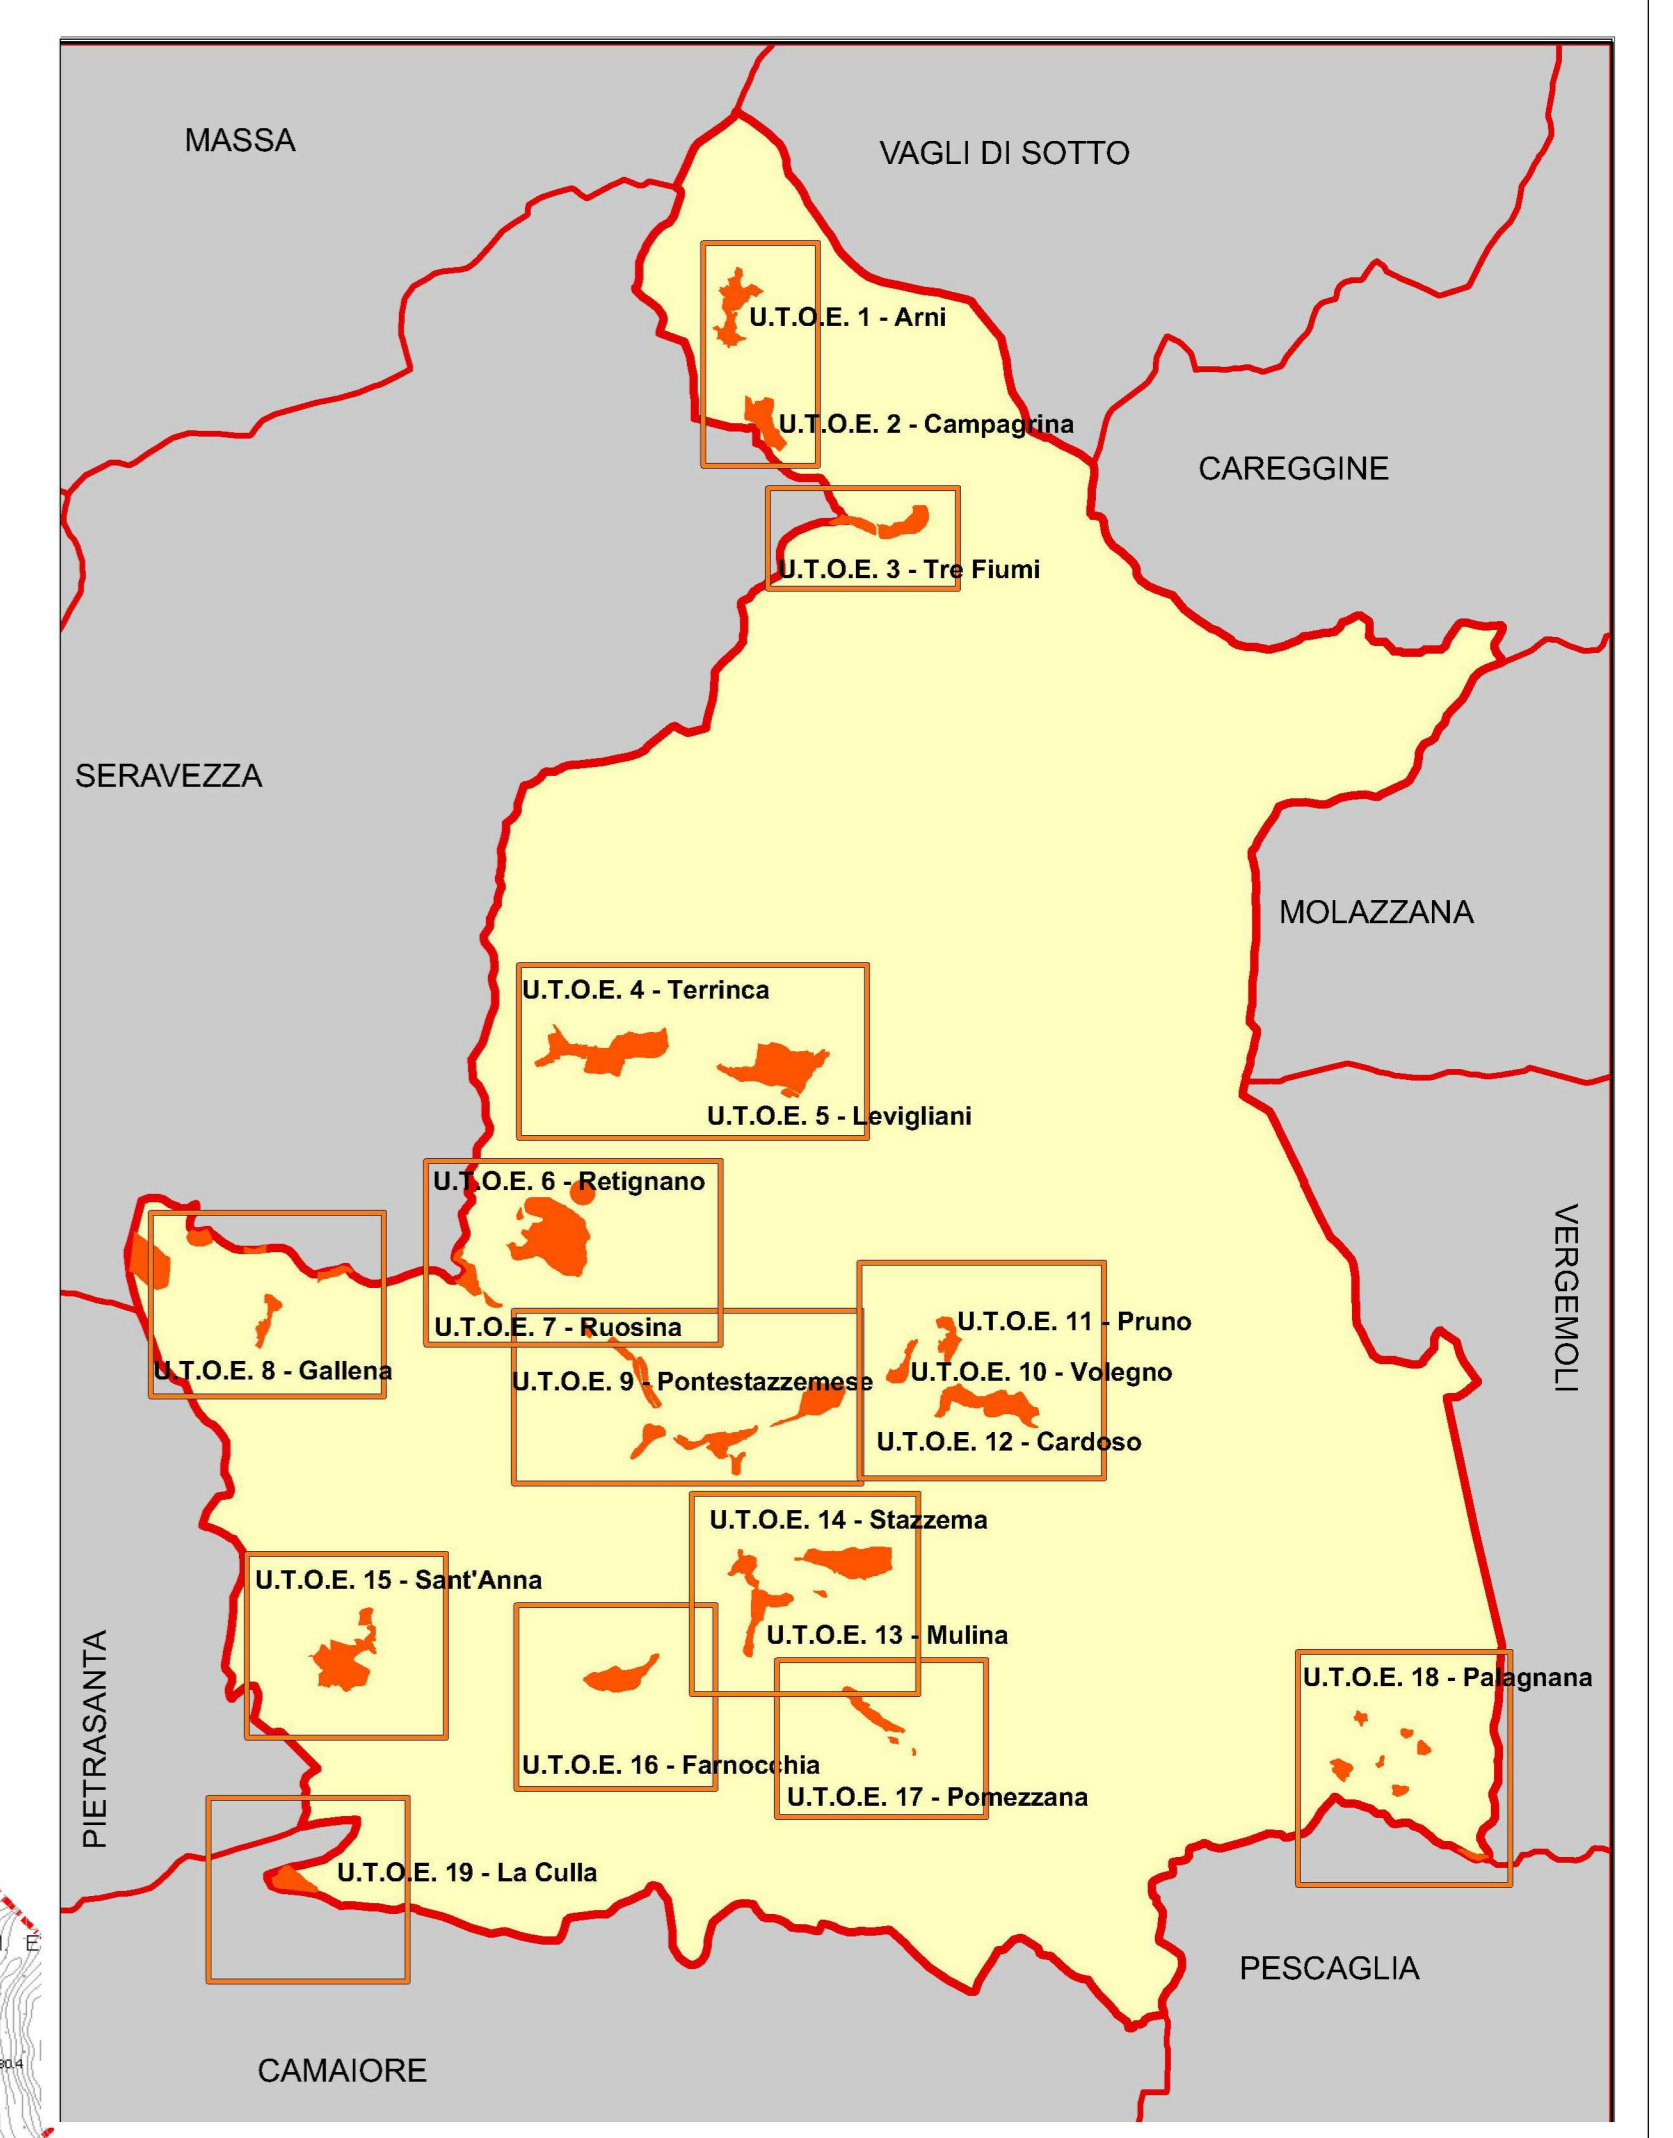 MASSA
VAGLI DI SOTTO
U.T.O.E. 1 - Arni
U.T.O.E. 2 - Campagrina
CAREGGINE
U.T.O.E. 3 - Tre Fiumi
SERAVEZZA
MOLAZZANA
U.T.O.E. 4 - Terrinca
U.T.O.E. 5 - Levigliani
U.T.O.E. 6 - Retignano
VERGEMOLI
U.T.O.E. 7 - Ruosina
U.T.O.E. 11 - Pruno
U.T.O.E. 8 - Gallena
U.T.O.E. 9 - Pontestazzemese
U.T.O.E. 10 - Volegno
U.T.O.E. 12 - Cardoso
U.T.O.E. 14 - Stazzema
U.T.O.E. 15 - Sant'Anna
U.T.O.E. 13 - Mulina
PIETRASANTA
U.T.O.E. 18 - Palagnana
U.T.O.E. 16 - Farnocchia
U.T.O.E. 17 - Pomezzana
U.T.O.E. 19 - La Culla
E
PESCAGLIA
CAMAIORE